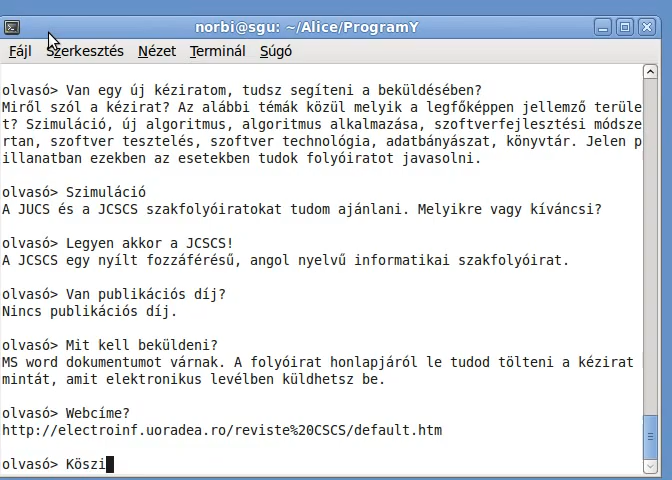 norbi@sgu: ~/Alice/ProgramY
Fájl Szerkesztés Nézet Terminál Súgó
olvasó> Van egy új kéziratom, tudsz segíteni a beküldésében?
Miről szól a kézirat? Az alábbi témák közül melyik a legfőképpen jellemző terüle
t? Szimuláció, új algoritmus, algoritmus alkalmazása, szoftverfejlesztési módsze
rtan, szoftver tesztelés, szoftver technológia, adatbányászat, könyvtár. Jelen p
illanatban ezekben az esetekben tudok folyóiratot javasolni.
olvasó> Szimuláció
A JUCS és a JCSCS szakfolyóiratokat tudom ajánlani. Melyikre vagy kíváncsi?
olvasó> Legyen akkor a JCSCS!
A JCSCS egy nyílt fozzáférésű, angol nyelvű informatikai szakfolyóirat.
olvasó> Van publikációs díj?
Nincs publikációs díj.
olvasó> Mit kell beküldeni?
MS word dokumentumot várnak. A folyóirat honlapjáról le tudod tölteni a kézirat
mintát, amit elektronikus levélben küldhetsz be.
olvasó> Webcíme?
http://electroinf.uoradea.ro/reviste%20CSCS/default.htm
olvasó> Köszi